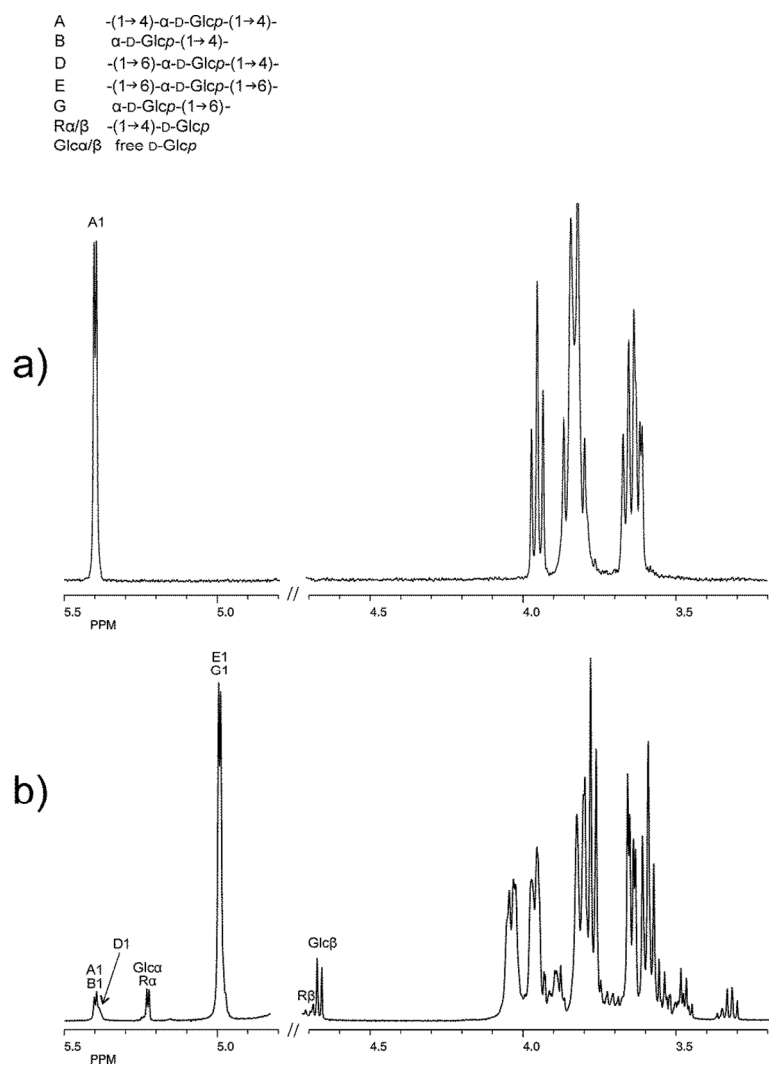 A -(1→4)-α-D-Glcp-(1→4)-
B α-D-Glcp-(1→4)-
D -(1→6)-α-D-Glcp-(1→4)-
E -(1→6)-α-D-Glcp-(1→6)-
G α-D-Glcp-(1→6)-
Rα/β -(1→4)-D-Glcp
Glcα/β free D-Glcp
A1
a)
5.5 5.0 // 4.5 4.0 3.5
PPM
E1
G1
b)
Glcβ
D1
A1 Glcα
B1 Rα
Rβ
5.5 5.0 // 4.5 4.0 3.5
PPM